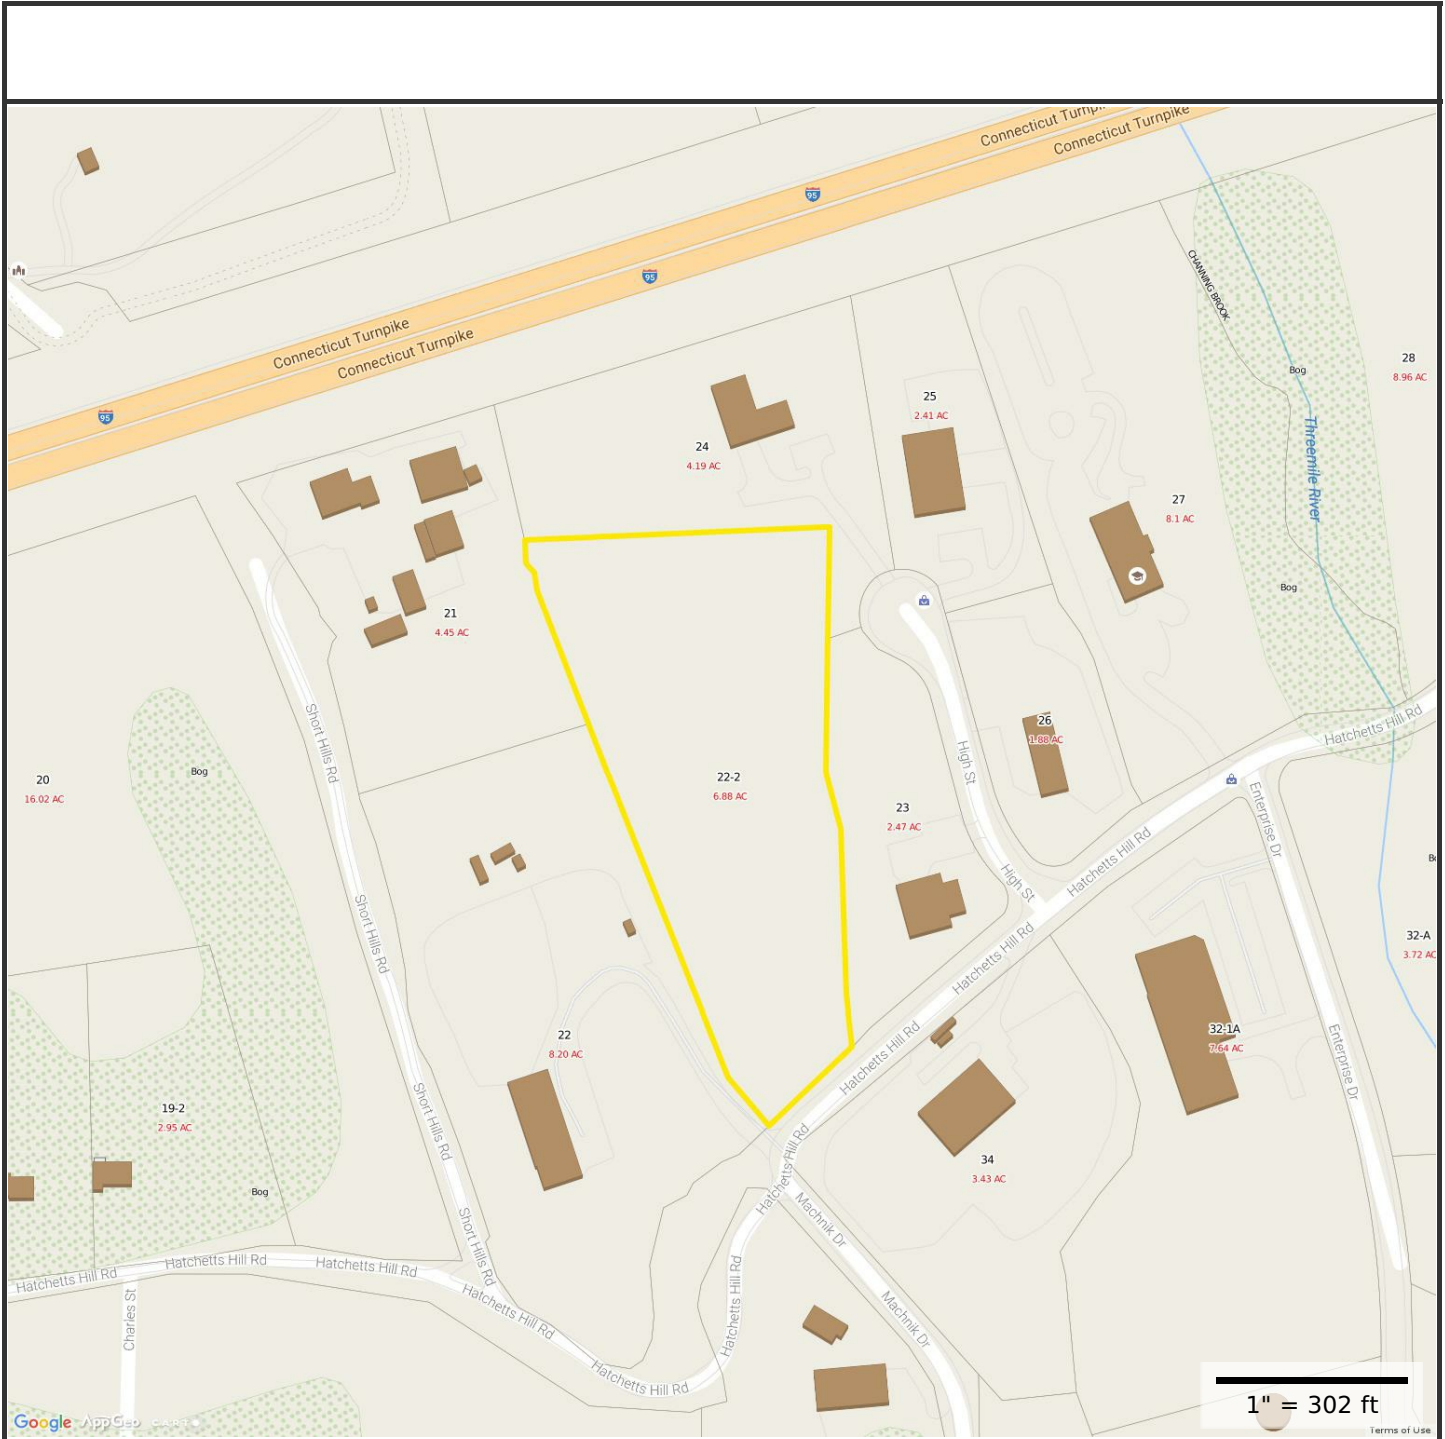 Connecticut Turnpike
Connecticut Turnpike
95
95
CHANNING BROOK
Connecticut Turnpike
Connecticut Turnpike
28
8.96 AC
Bog
25
2.41 AC
95
24
4.19 AC
Threemile River
27
8.1 AC
Bog
21
4.45 AC
Short Hills Rd
26
1.88 AC
Hatchetts Hill Rd
High St
Bog
20
16.02 AC
22-2
6.88 AC
23
2.47 AC
Enterprise Dr
Hatchetts Hill Rd
High St
Short Hills Rd
32-A
3.72 AC
Hatchetts Hill Rd
22
8.20 AC
32-1A
7.64 AC
Hatchetts Hill Rd
Enterprise Dr
19-2
2.95 AC
Short Hills Rd
34
3.43 AC
Hatchetts Hill Rd
Bog
Machnik Dr
Short Hills Rd
Hatchetts Hill Rd
Hatchetts Hill Rd
Hatchetts Hill Rd
Hatchetts Hill Rd
Hatchetts Hill Rd
Charles St
Machnik Dr
Hatchetts Hill Rd
1" = 302 ft
Google AppGeo CARTO
Terms of Use